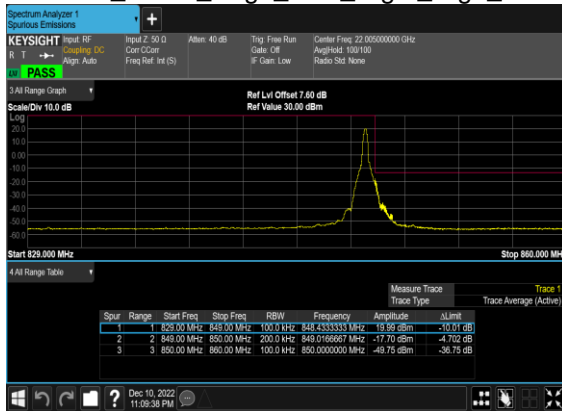 Spectrum Analyzer 1
Spurious Emissions
+
KEYSIGHT Input: RF Input Z: 50 Ω Atten: 40 dB Trig: Free Run Center Freq: 22.005000000 GHz
R T Coupling: DC Corr CCorr Gate: Off Avg|Hold: 100/100
Align: Auto Freq Ref: Int (S) IF Gain: Low Radio Std: None
PASS
3 All Range Graph
Ref Lvl Offset 7.60 dB
Scale/Div 10.0 dB Ref Value 30.00 dBm
Log
20.0
10.0
0.00
-10.0
-20.0
-30.0
-40.0
-50.0
-60.0
Start 829.000 MHz Stop 860.000 MH
4 All Range Table
Measure Trace Trace 1
Trace Type Trace Average (Active)
Spur Range Start Freq Stop Freq RBW Frequency Amplitude ΔLimit
1 1 829.00 MHz 849.00 MHz 100.0 kHz 848.4333333 MHz 19.99 dBm -10.01 dB
2 2 849.00 MHz 850.00 MHz 200.0 kHz 849.0166667 MHz -17.70 dBm -4.702 dB
3 3 850.00 MHz 860.00 MHz 100.0 kHz 850.0000000 MHz -49.75 dBm -36.75 dB
? Dec 10, 2022
11:09:38 PM